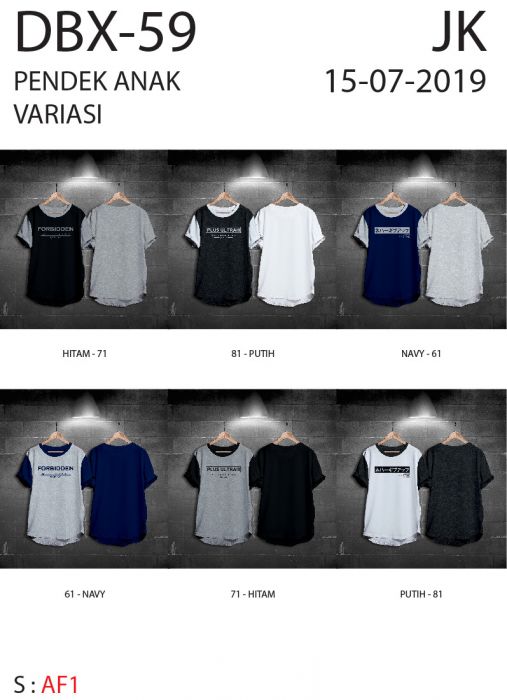 DBX-59
JK
PENDEK ANAK
15-07-2019
VARIASI
FORBIDDEN
PLUS ULTRA
HITAM - 71
81 - PUTIH
NAVY - 61
FORBIDDEN
PLUS ULTRA
61 - NAVY
71 - HITAM
PUTIH - 81
S : AF1